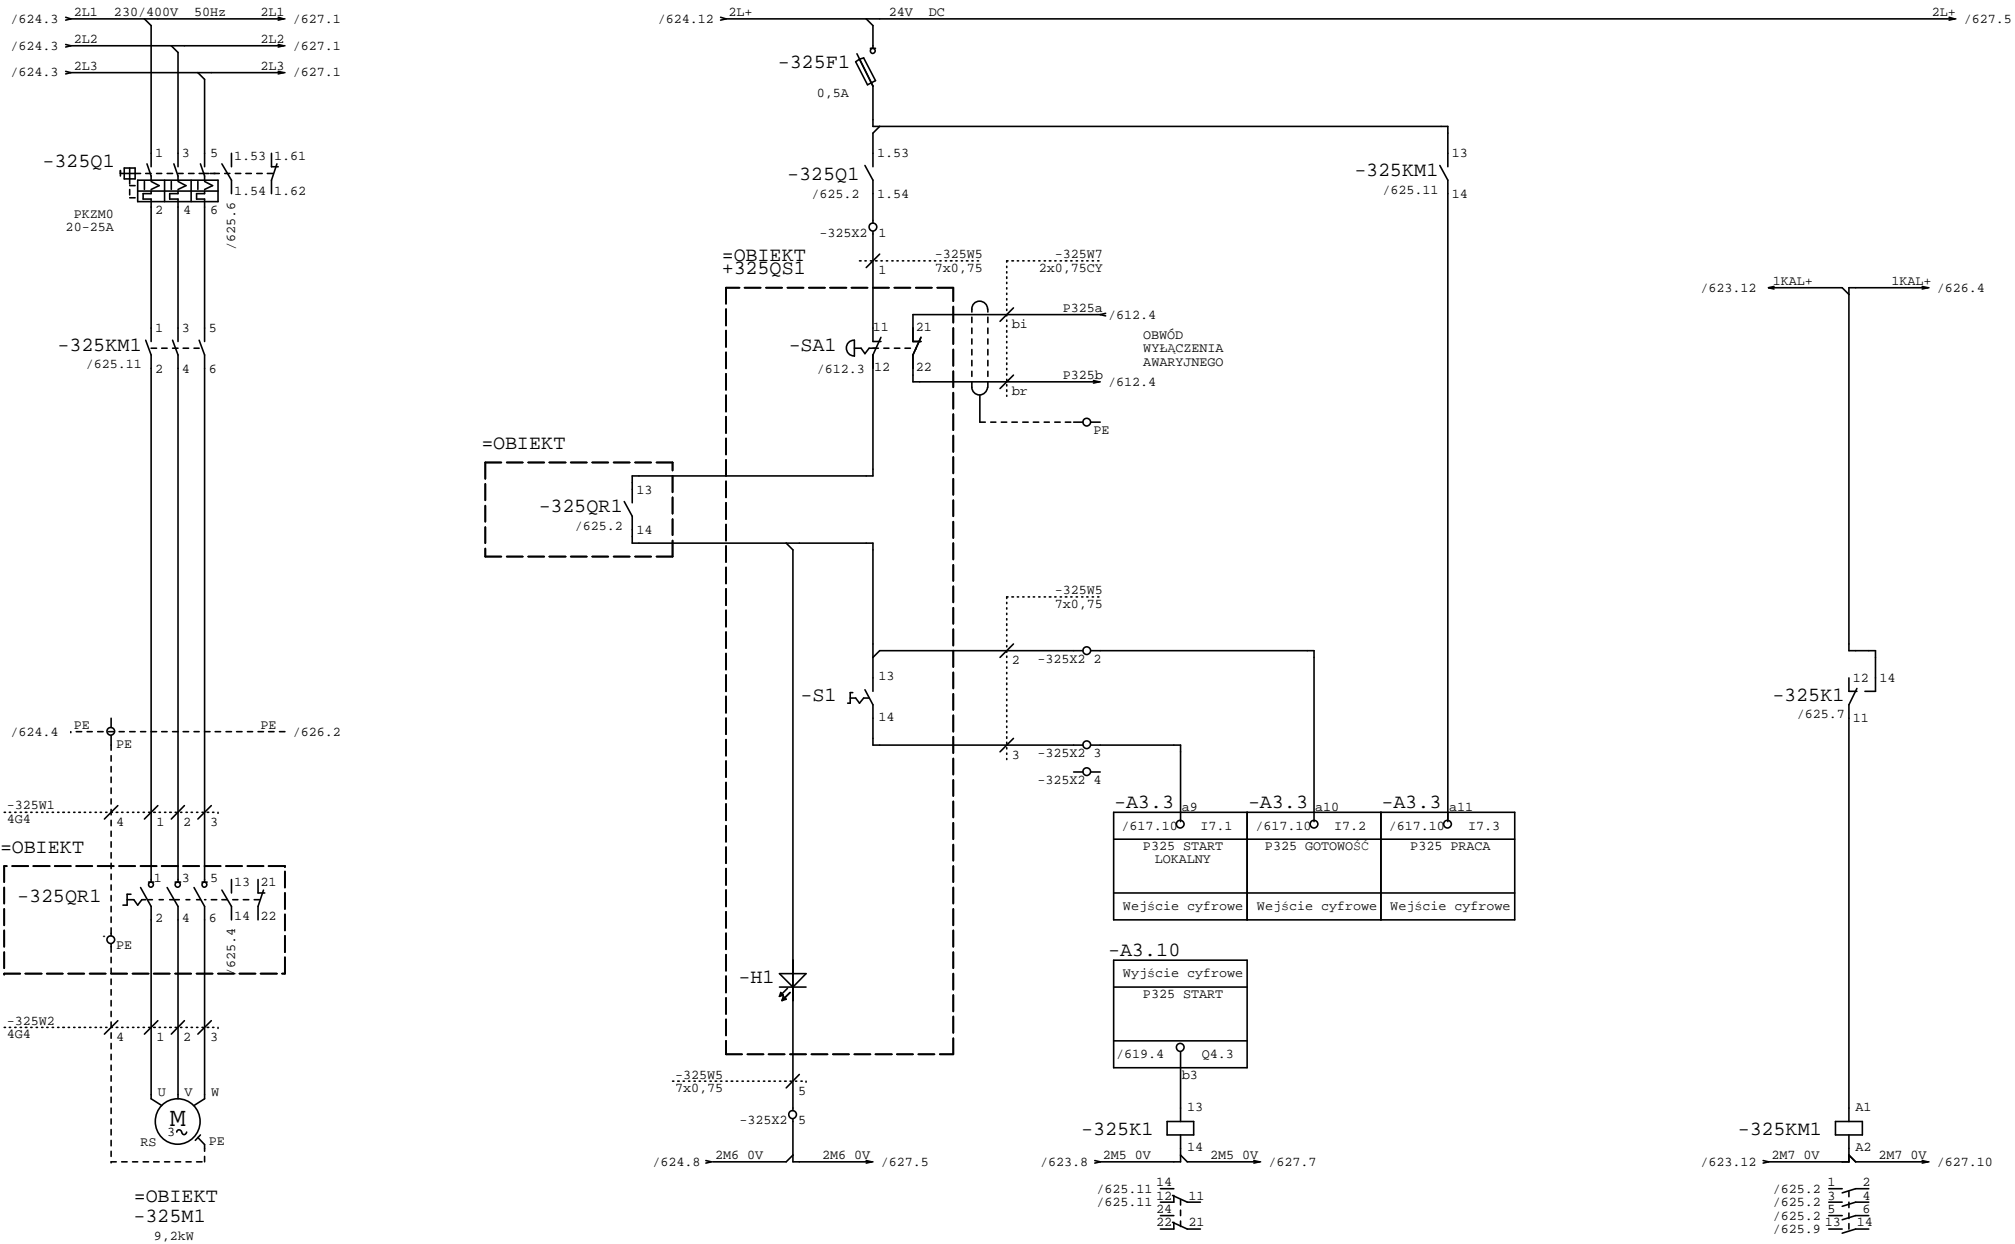 /624.3 2L1 230/400V 50Hz 2L1 /627.1
/624.3 2L2 2L2 /627.1
/624.3 2L3 2L3 /627.1
/624.12 2L+ 24V DC 2L+ /627.5
-325F1
0,5A
-325Q1
1 3 5 1.53 1.61
2 4 6 1.54 1.62
PKZM0
20-25A
/625.6
1.53
-325Q1
/625.2 1.54
-325X2 1
13
-325KM1
/625.11 14
=OBIEKT
+325QS1
-325W5
7x0,75
1
-325W7
2x0,75CY
/623.12 1KAL+ 1KAL+ /626.4
P325a /612.4
bi
OBWÓD
WYŁĄCZENIA
AWARYJNEGO
11 21
-SA1
/612.3 12 22
P325b /612.4
br
PE
1 3 5
-325KM1
/625.11 2 4 6
=OBIEKT
13
-325QR1
/625.2 14
-325W5
7x0,75
2 -325X2 2
13
-S1
14
3 -325X2 3
-325X2 4
12 14
-325K1
/625.7 11
/624.4 PE PE /626.2
PE
-325W1
4G4
4 1 2 3
=OBIEKT
1 3 5 13 21
-325QR1
2 4 6 14 22
PE
/625.4
-325W2
4G4
4 1 2 3
U V W
M
3~
RS PE
=OBIEKT
-325M1
9,2kW
-A3.3 a9 -A3.3 a10 -A3.3 a11
/617.10 I7.1 /617.10 I7.2 /617.10 I7.3
P325 START
LOKALNY
P325 GOTOWOŚĆ
P325 PRACA
Wejście cyfrowe Wejście cyfrowe Wejście cyfrowe
-A3.10
Wyjście cyfrowe
P325 START
/619.4 Q4.3
b3
-H1
-325W5
7x0,75
5
-325X2 5
/624.8 2M6 0V 2M6 0V /627.5
13
-325K1
14
/623.8 2M5 0V 2M5 0V /627.7
/625.11 14
/625.11 12 11
24
22 21
A1
-325KM1
A2
/623.12 2M7 0V 2M7 0V /627.10
/625.2 1 2
/625.2 3 4
/625.2 5 6
/625.9 13 14